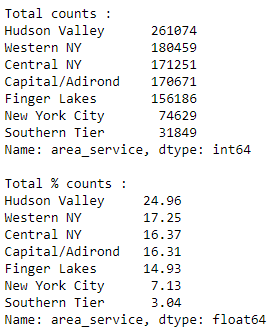 Total counts :
Hudson Valley      261074
Western NY         180459
Central NY         171251
Capital/Adirond    170671
Finger Lakes       156186
New York City       74629
Southern Tier       31849
Name: area_service, dtype: int64

Total % counts :
Hudson Valley     24.96
Western NY        17.25
Central NY        16.37
Capital/Adirond   16.31
Finger Lakes      14.93
New York City      7.13
Southern Tier      3.04
Name: area_service, dtype: float64